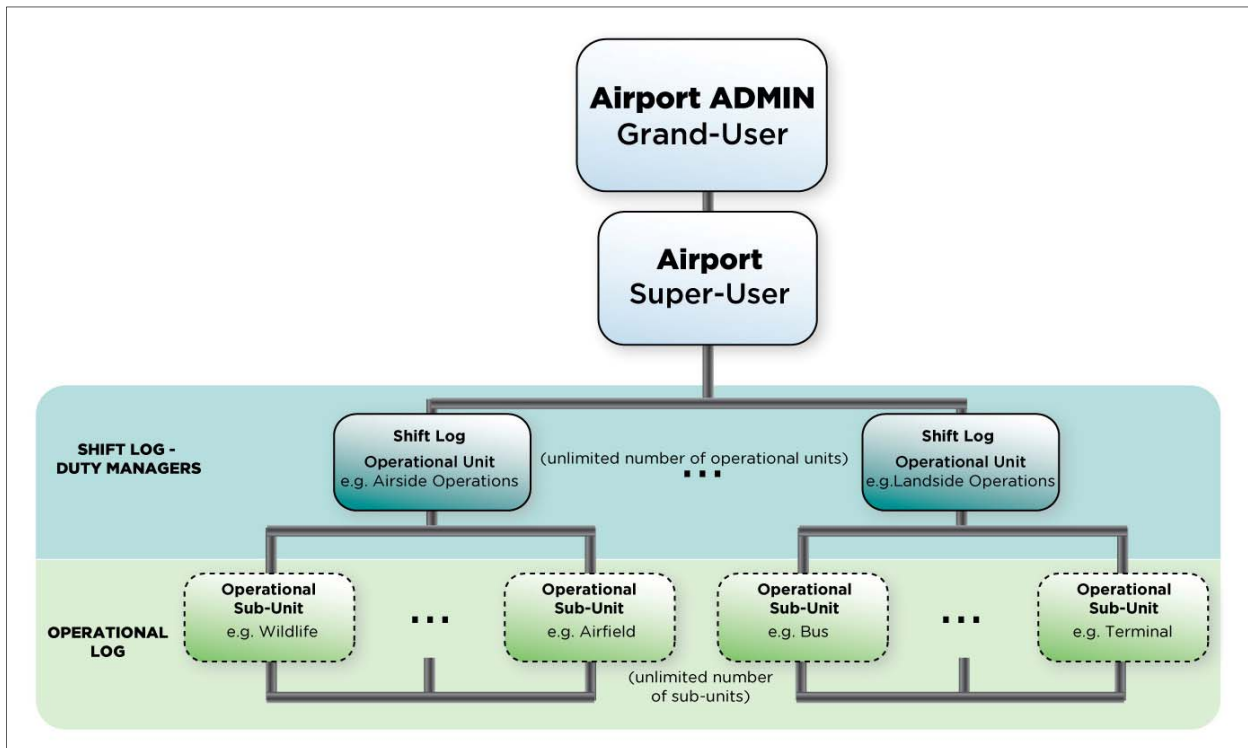 Airport ADMIN
Grand-User
Airport
Super-User
SHIFT LOG -
DUTY MANAGERS
Shift Log
Operational Unit
e.g. Airside Operations
(unlimited number of operational units)
...
Shift Log
Operational Unit
e.g.Landside Operations
OPERATIONAL
LOG
Operational
Sub-Unit
e.g. Wildlife
...
Operational
Sub-Unit
e.g. Airfield
(unlimited number
of sub-units)
Operational
Sub-Unit
e.g. Bus
...
Operational
Sub-Unit
e.g. Terminal